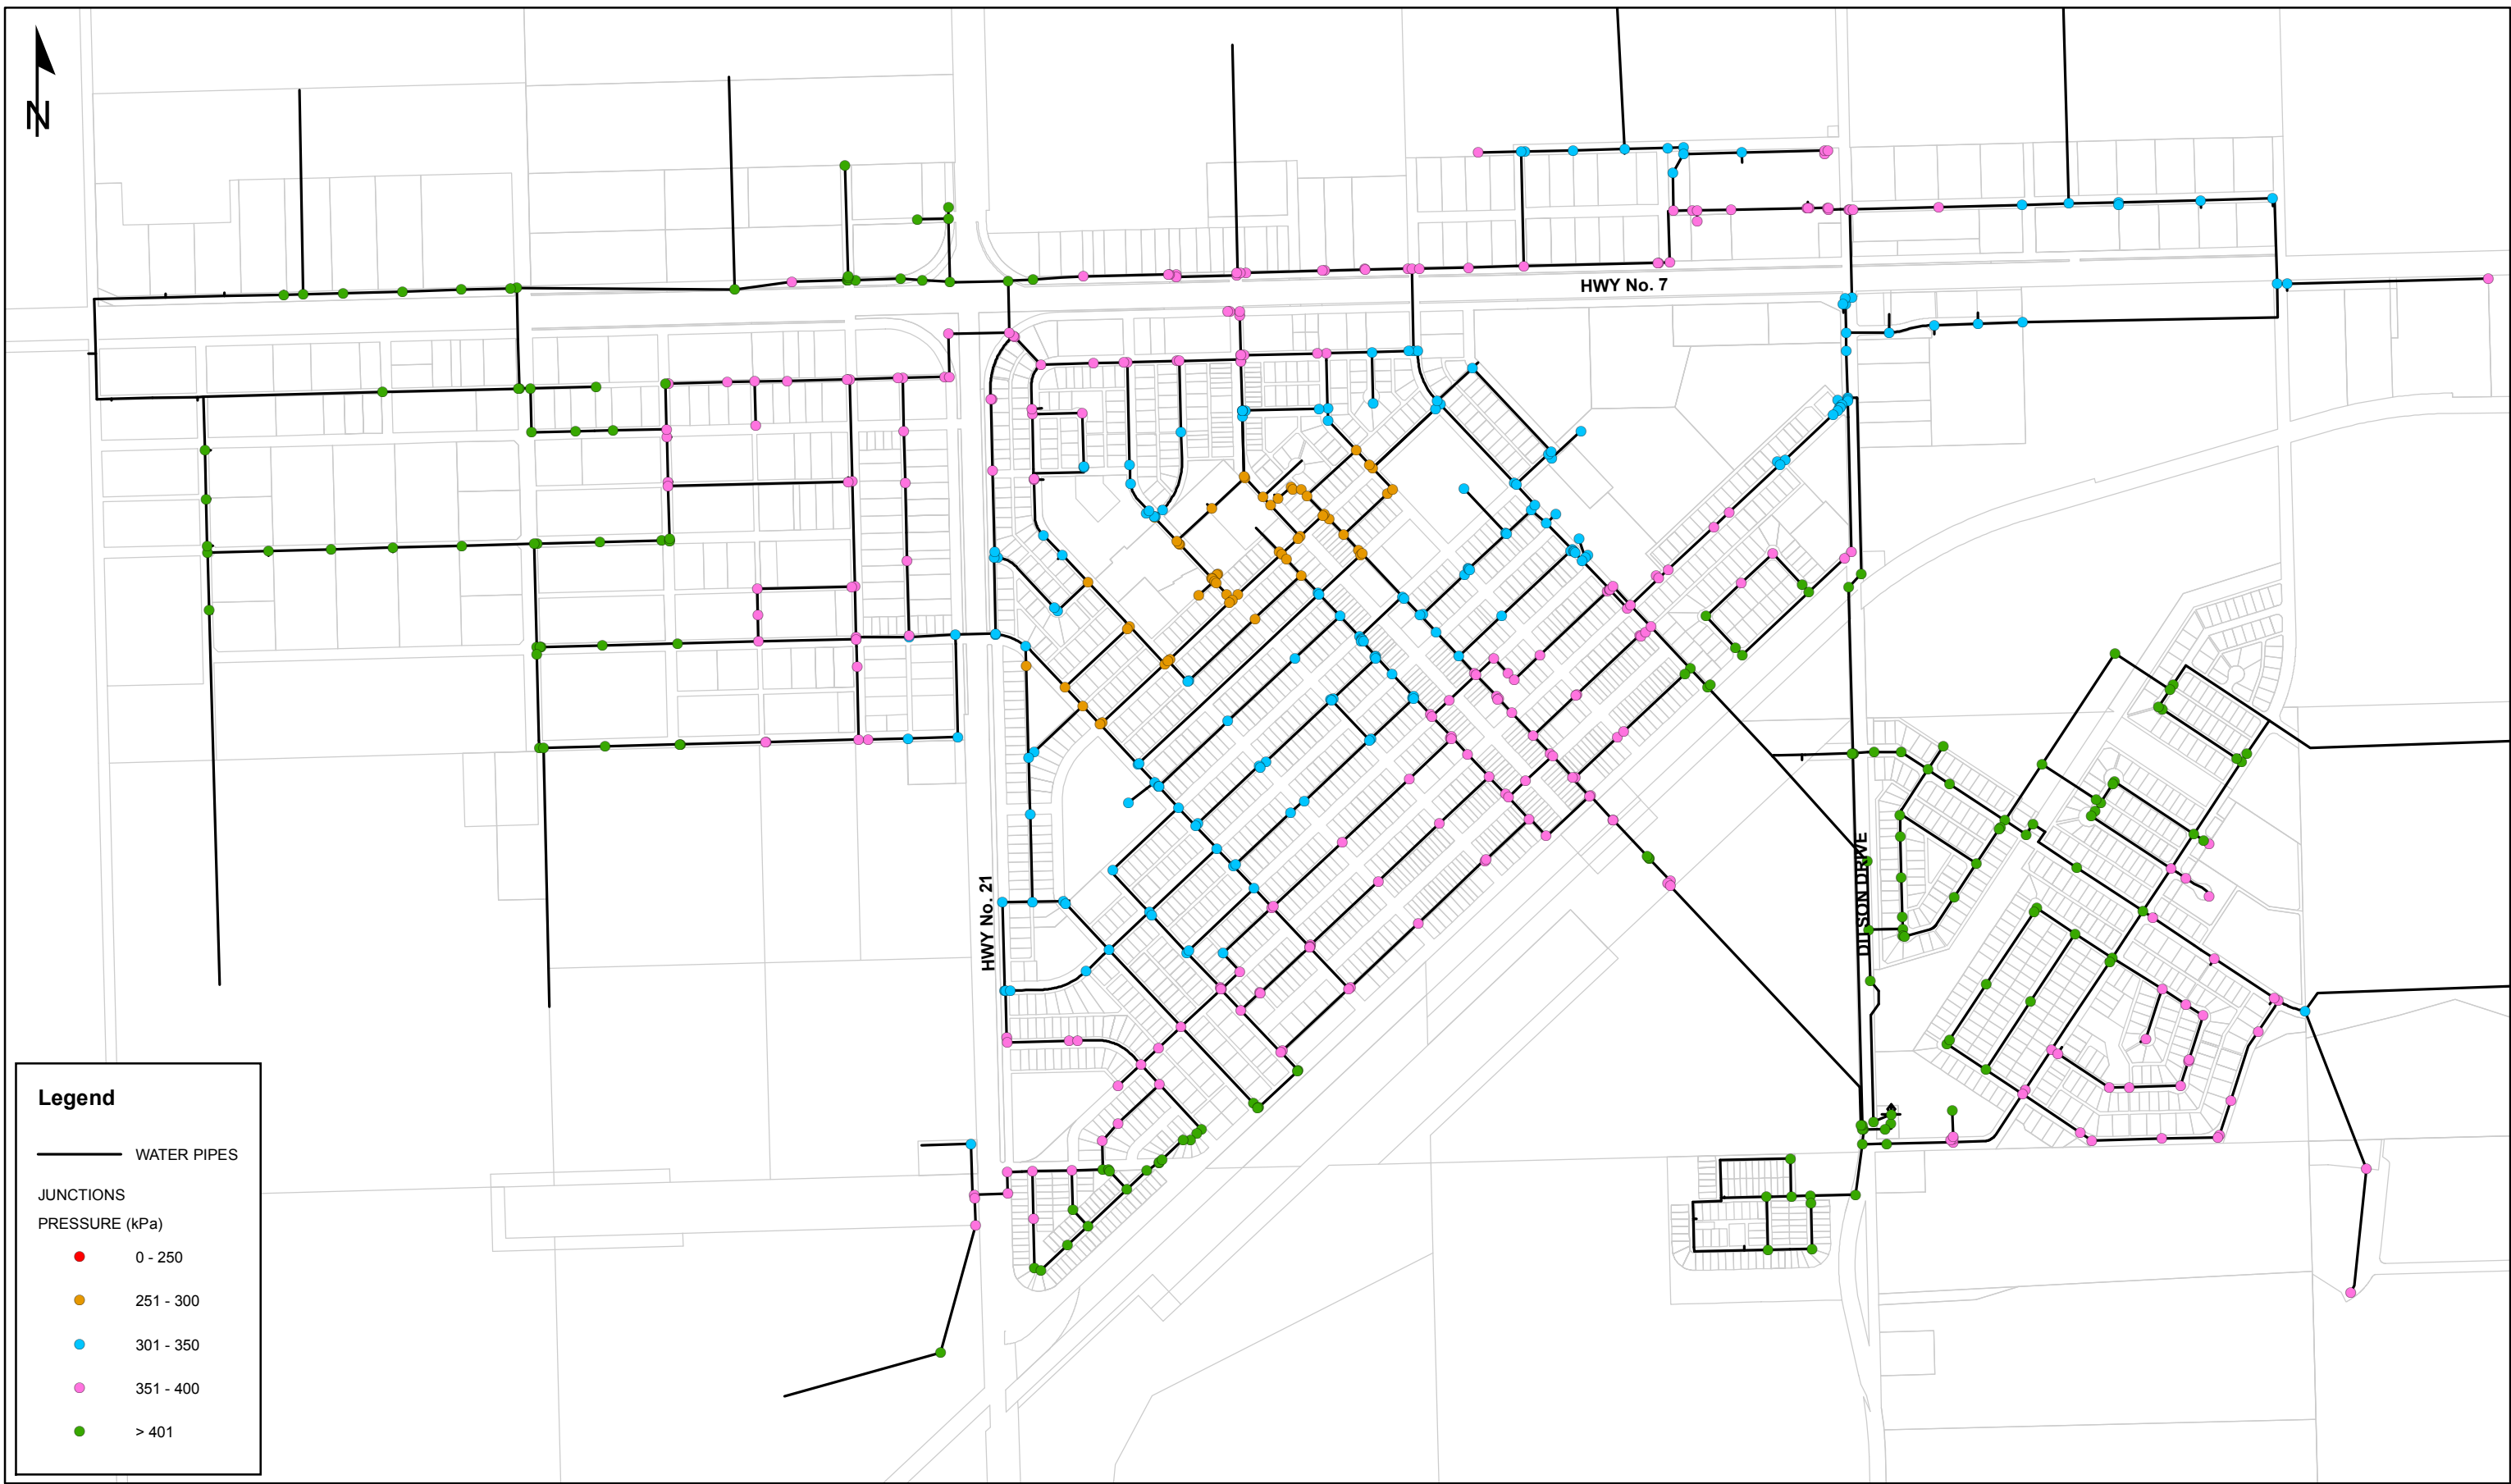 N
HWY No. 7
HWY No. 21
DITSON DRIVE
Legend
WATER PIPES
JUNCTIONS
PRESSURE (kPa)
0 - 250
251 - 300
301 - 350
351 - 400
> 401